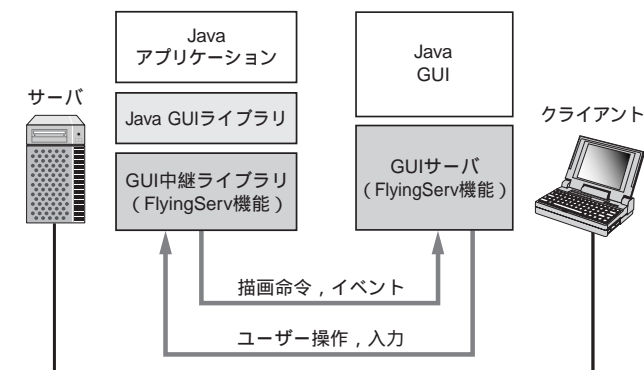 サーバ
Java
アプリケーション
Java GUIライブラリ
GUI中継ライブラリ
（FlyingServ機能）
Java
GUI
GUIサーバ
（FlyingServ機能）
クライアント
描画命令，イベント
ユーザー操作，入力